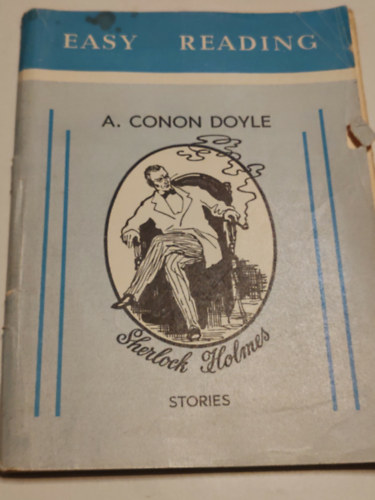 EASY READING
A. CONON DOYLE
Sherlock Holmes
STORIES